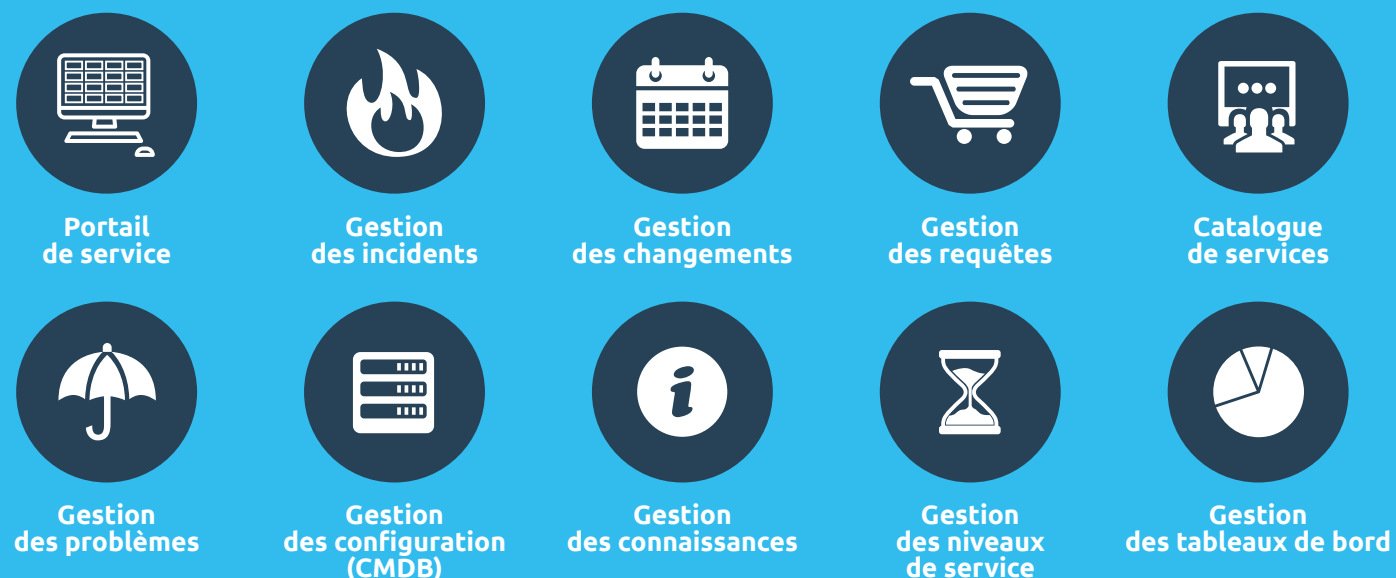 Portail
de service
Gestion
des incidents
Gestion
des changements
Gestion
des requêtes
Catalogue
de services
Gestion
des problèmes
Gestion
des configuration
(CMDB)
Gestion
des connaissances
Gestion
des niveaux
de service
Gestion
des tableaux de bord